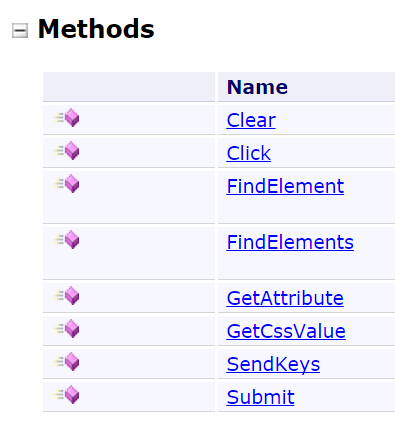 Methods
Name
Clear
Click
FindElement
FindElements
GetAttribute
GetCssValue
SendKeys
Submit